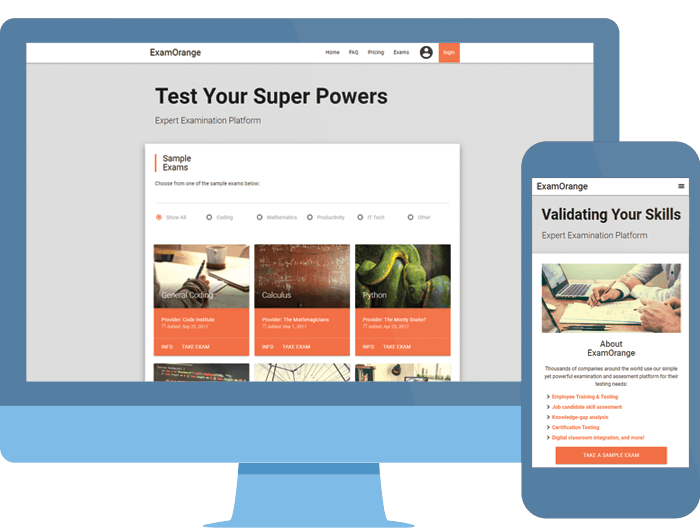 ExamOrange
Home FAQ Pricing Exams login
Test Your Super Powers
Expert Examination Platform
Sample
Exams
Choose from one of the sample exams below:
Show All Coding Mathematics Productivity IT Tech Other
General Coding
Provider: Code Institute
Added: Sep 22, 2017
INFO TAKE EXAM
Calculus
Provider: The Mathmagicians
Added: Mar 1, 2017
INFO TAKE EXAM
Python
Provider: The Monty Snake?
Added: Apr 23, 2017
INFO TAKE EXAM
ExamOrange
Validating Your Skills
Expert Examination Platform
About
ExamOrange
Thousands of companies around the world use our simple
yet powerful examination and assesment platform for their
testing needs:
Employee Training & Testing
Job candidate skill assesment
Knowledge-gap analysis
Certification Testing
Digital classroom integration, and more!
TAKE A SAMPLE EXAM